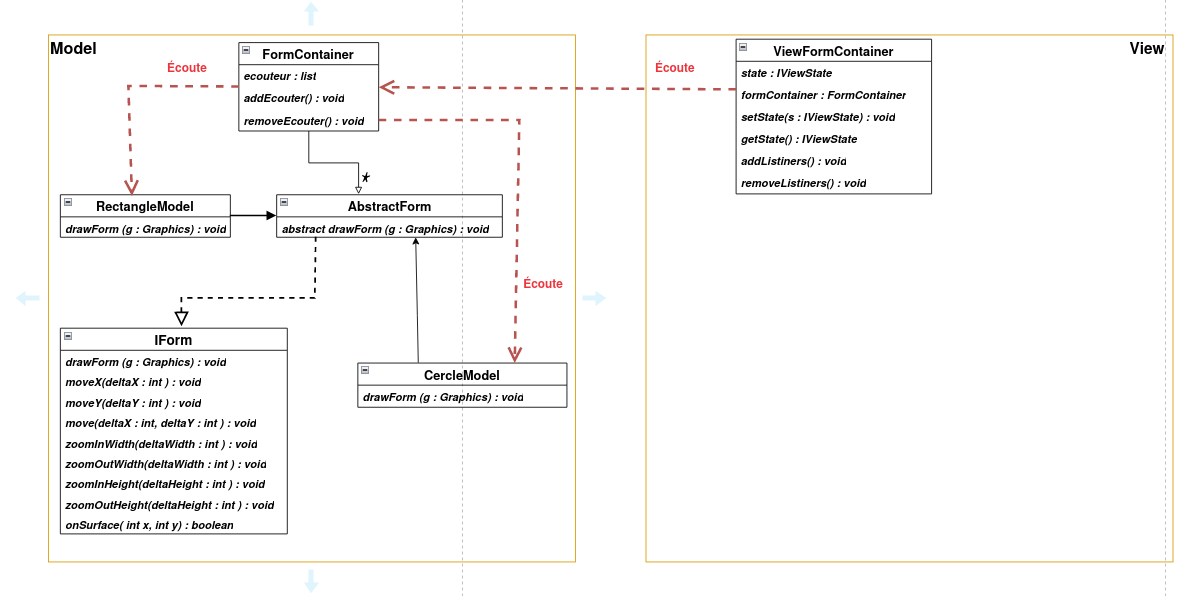 Model
FormContainer
ecouteur : list
addEcouter() : void
removeEcouter() : void
Écoute
Écoute
*
RectangleModel
drawForm (g : Graphics) : void
AbstractForm
abstract drawForm (g : Graphics) : void
Écoute
IForm
drawForm (g : Graphics) : void
moveX(deltaX : int ) : void
moveY(deltaY : int ) : void
move(deltaX : int, deltaY : int ) : void
zoomInWidth(deltaWidth : int ) : void
zoomOutWidth(deltaWidth : int ) : void
zoomInHeight(deltaHeight : int ) : void
zoomOutHeight(deltaHeight : int ) : void
onSurface( int x, int y) : boolean
CercleModel
drawForm (g : Graphics) : void
View
ViewFormContainer
state : IViewState
formContainer : FormContainer
setState(s : IViewState) : void
getState() : IViewState
addListiners() : void
removeListiners() : void